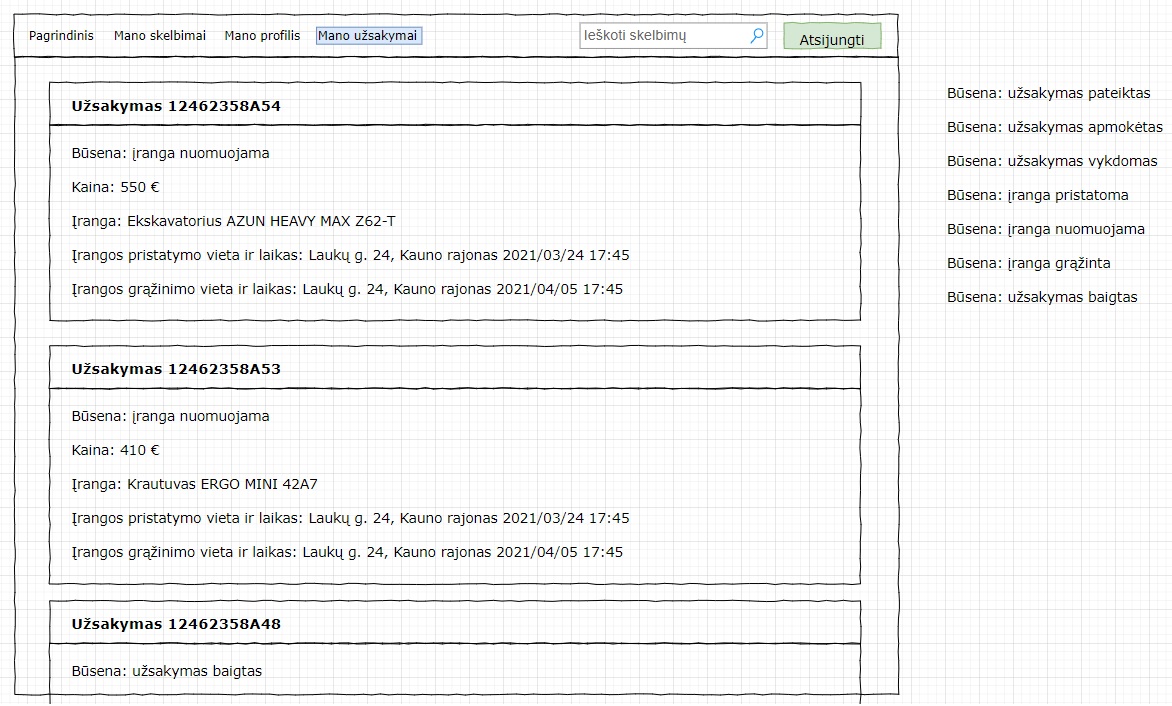 Pagrindinis Mano skelbimai Mano profilis Mano užsakymai Ieškoti skelbimų Atsijungti
Užsakymas 12462358A54
Būsena: įranga nuomuojama
Kaina: 550 €
Įranga: Ekskavatorius AZUN HEAVY MAX Z62-T
Įrangos pristatymo vieta ir laikas: Laukų g. 24, Kauno rajonas 2021/03/24 17:45
Įrangos grąžinimo vieta ir laikas: Laukų g. 24, Kauno rajonas 2021/04/05 17:45
Užsakymas 12462358A53
Būsena: įranga nuomuojama
Kaina: 410 €
Įranga: Krautuvas ERGO MINI 42A7
Įrangos pristatymo vieta ir laikas: Laukų g. 24, Kauno rajonas 2021/03/24 17:45
Įrangos grąžinimo vieta ir laikas: Laukų g. 24, Kauno rajonas 2021/04/05 17:45
Užsakymas 12462358A48
Būsena: užsakymas baigtas
Būsena: užsakymas pateiktas
Būsena: užsakymas apmokėtas
Būsena: užsakymas vykdomas
Būsena: įranga pristatoma
Būsena: įranga nuomuojama
Būsena: įranga grąžinta
Būsena: užsakymas baigtas